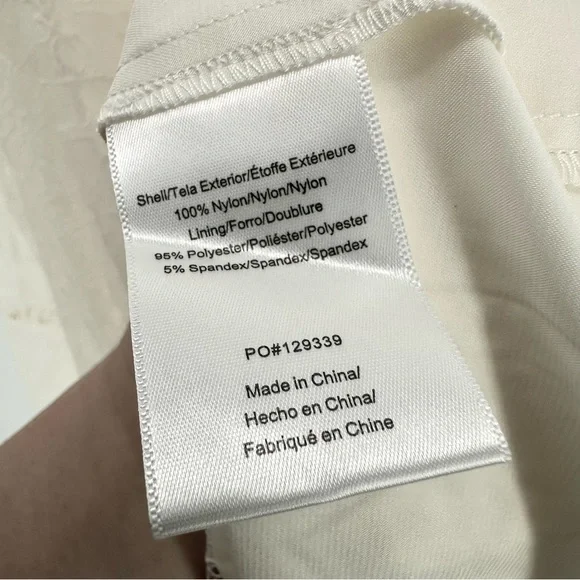 Shell/Tela Exterior/Étoffe Extérieure
100% Nylon/Nylon/Nylon
Lining/Forro/Doublure
95% Polyester/Poliéster/Polyester
5% Spandex/Spandex/Spandex
PO#129339
Made in China/
Hecho en China/
Fabriqué en Chine